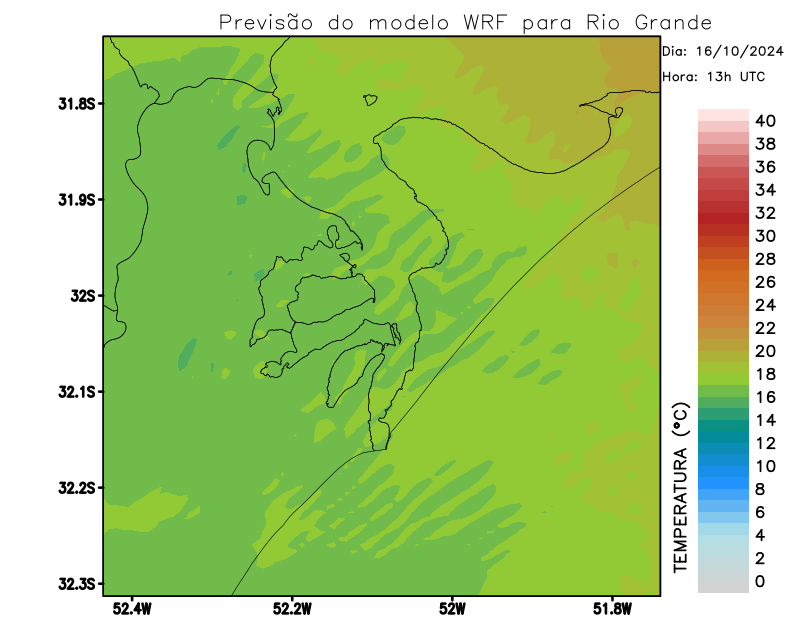 Previsão do modelo WRF para Rio Grande
Dia: 16/10/2024
Hora: 13h UTC
31.8S
31.9S
32S
32.1S
32.2S
32.3S
52.4W
52.2W
52W
51.8W
TEMPERATURA (°C)
40
38
36
34
32
30
28
26
24
22
20
18
16
14
12
10
8
6
4
2
0